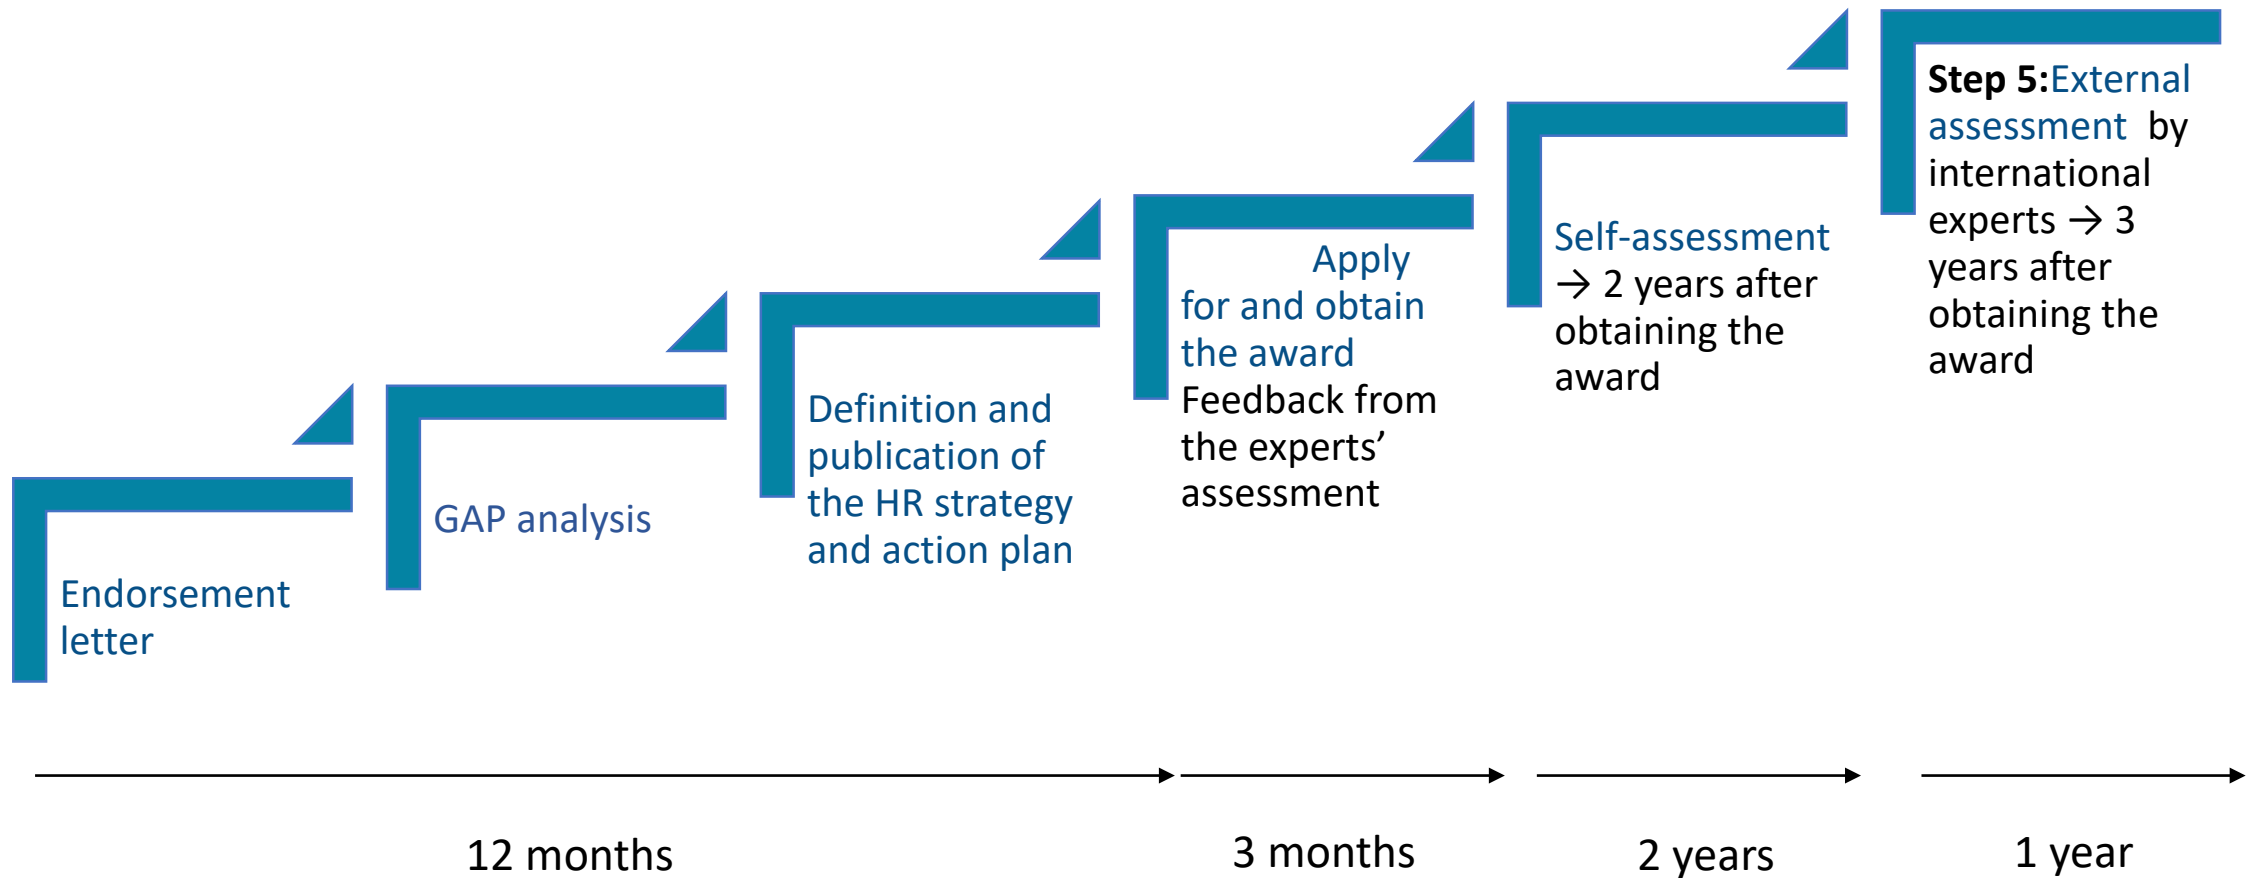 Endorsement
letter
GAP analysis
Definition and
publication of
the HR strategy
and action plan
Apply
for and obtain
the award
Feedback from
the experts’
assessment
Self-assessment
→ 2 years after
obtaining the
award
Step 5:External
assessment by
international
experts → 3
years after
obtaining the
award
12 months
3 months
2 years
1 year